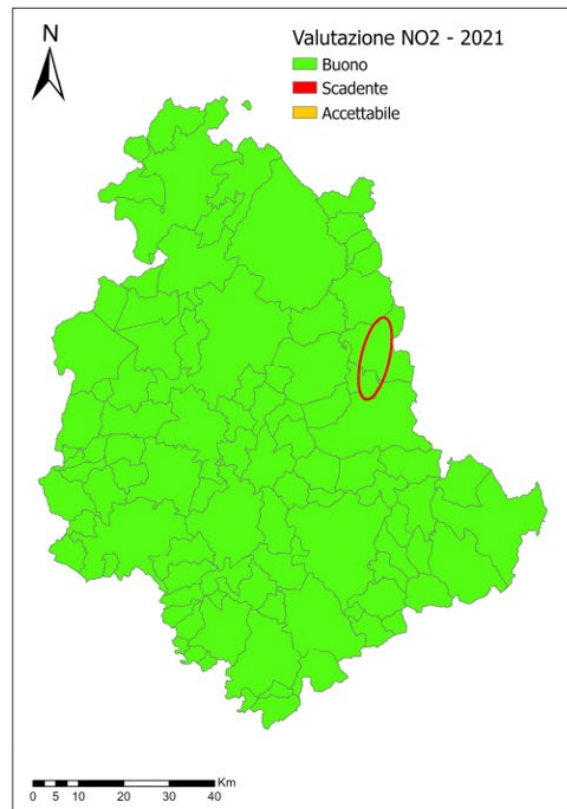 N
Valutazione NO2 - 2021
Buono
Scadente
Accettabile
Km
0 5 10 20 30 40